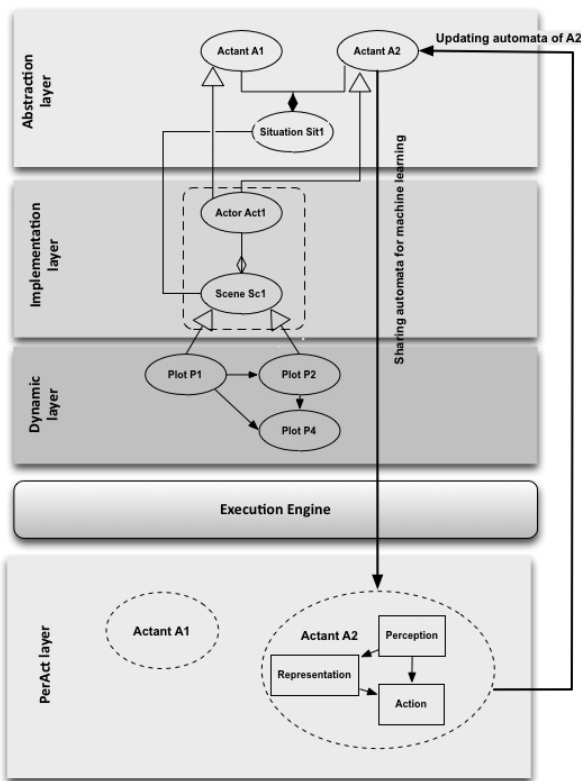 Updating automata of A2
Abstraction
layer
Actant A1
Actant A2
Situation Sit1
Sharing automata for machine learning
Implementation
layer
Actor Act1
Scene Sc1
Dynamic
layer
Plot P1
Plot P2
Plot P4
Execution Engine
PerAct layer
Actant A1
Actant A2
Perception
Representation
Action